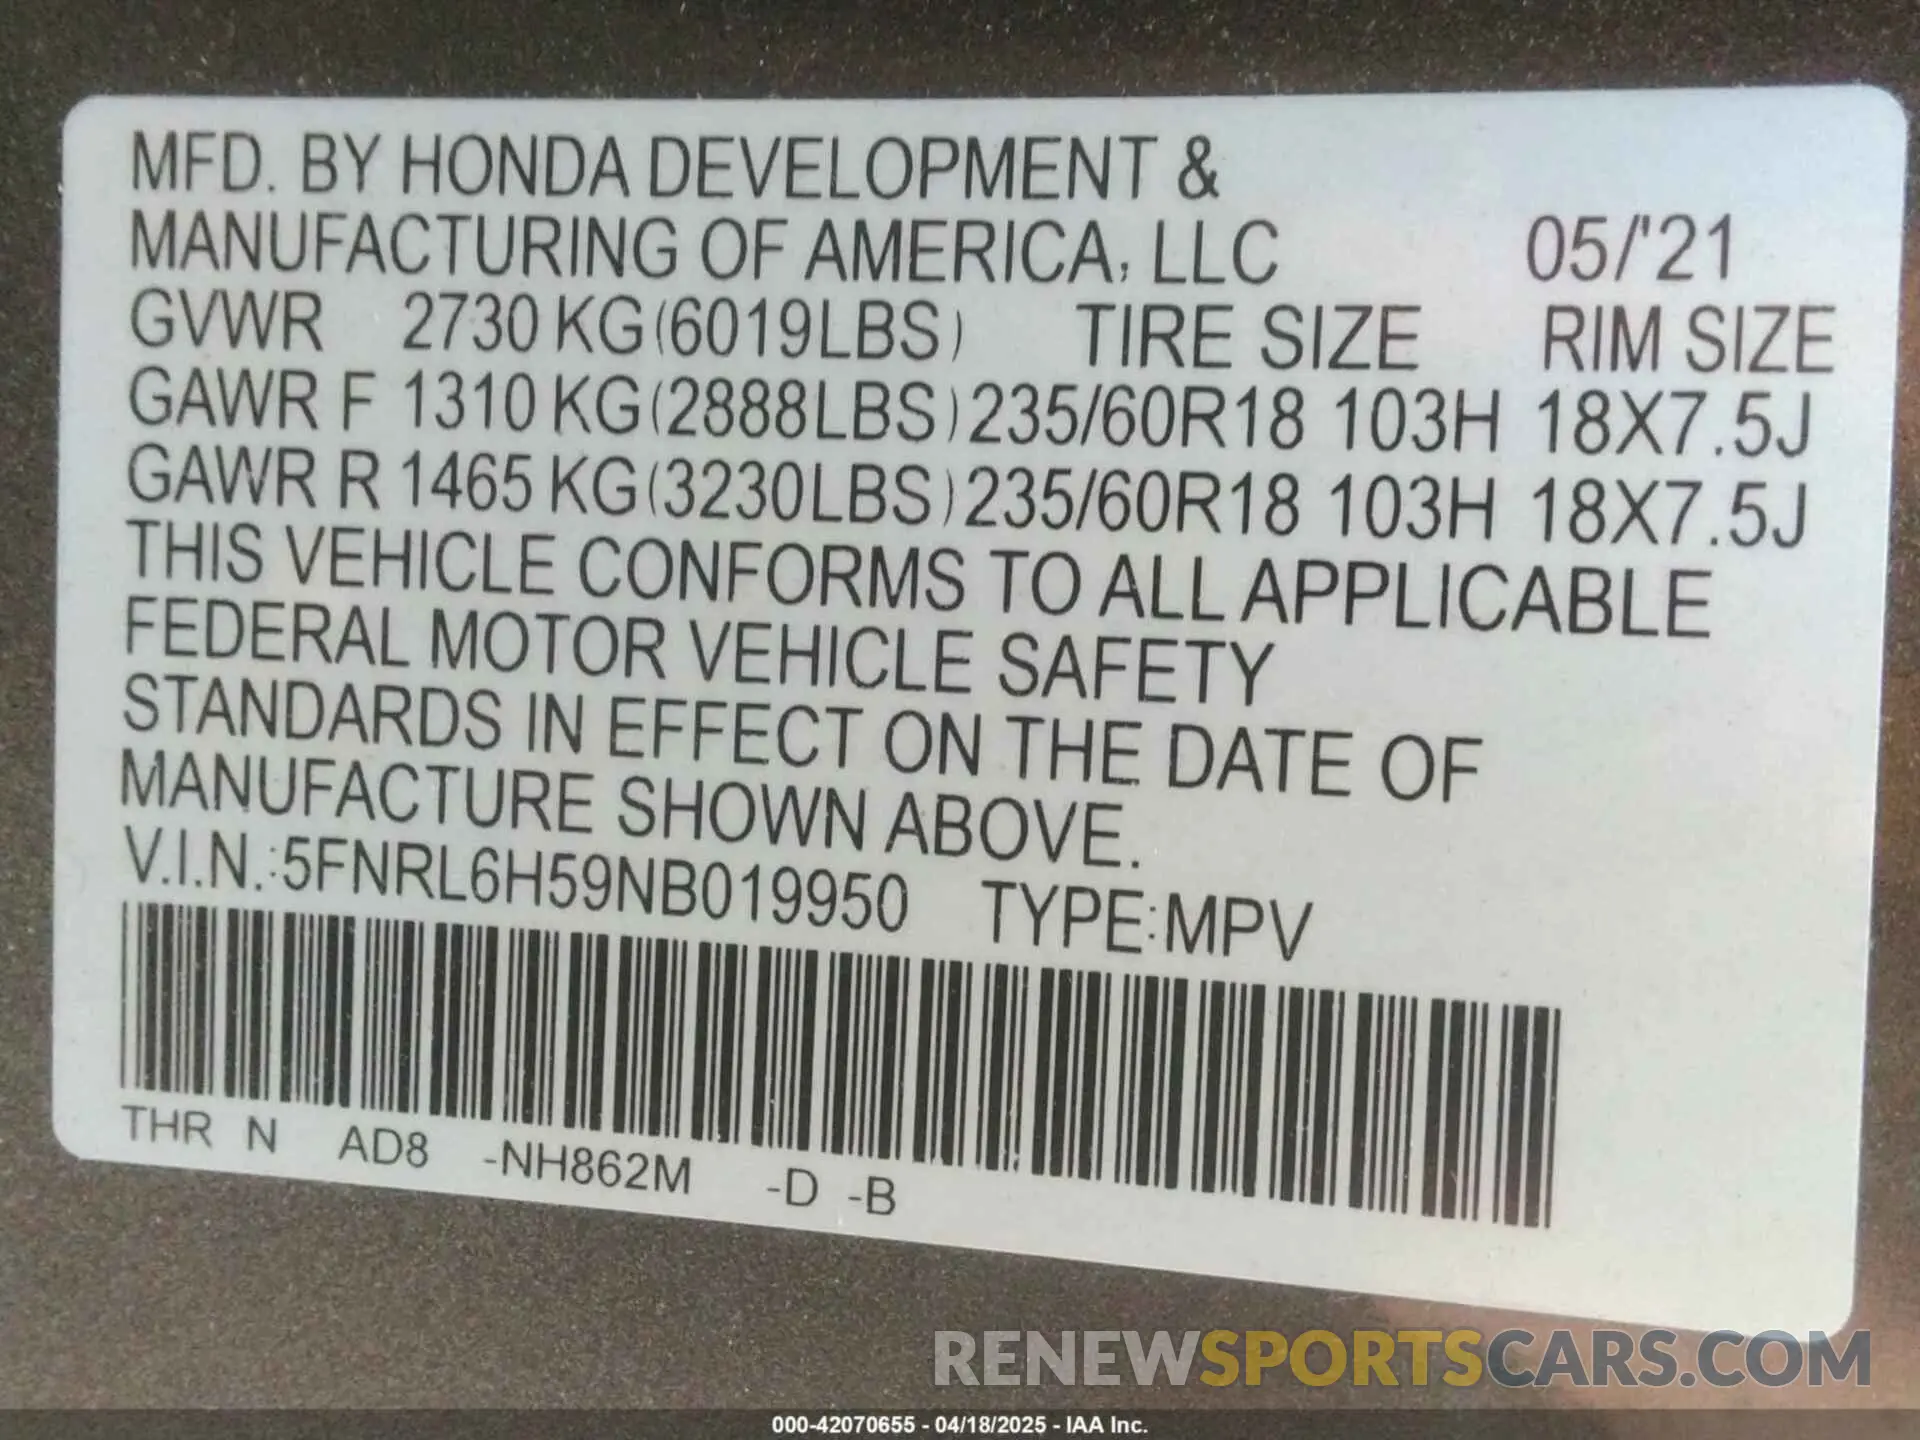 MFD. BY HONDA DEVELOPMENT &
MANUFACTURING OF AMERICA, LLC 05/'21
GVWR 2730 KG(6019LBS) TIRE SIZE RIM SIZE
GAWR F 1310 KG(2888LBS)235/60R18 103H 18X7.5J
GAWR R 1465 KG(3230LBS)235/60R18 103H 18X7.5J
THIS VEHICLE CONFORMS TO ALL APPLICABLE
FEDERAL MOTOR VEHICLE SAFETY
STANDARDS IN EFFECT ON THE DATE OF
MANUFACTURE SHOWN ABOVE.
V.I.N.:5FNRL6H59NB019950 TYPE:MPV
THR N AD8 -NH862M -D -B
RENEWSPORTSCARS.COM
000-42070655 - 04/18/2025 - IAA Inc.